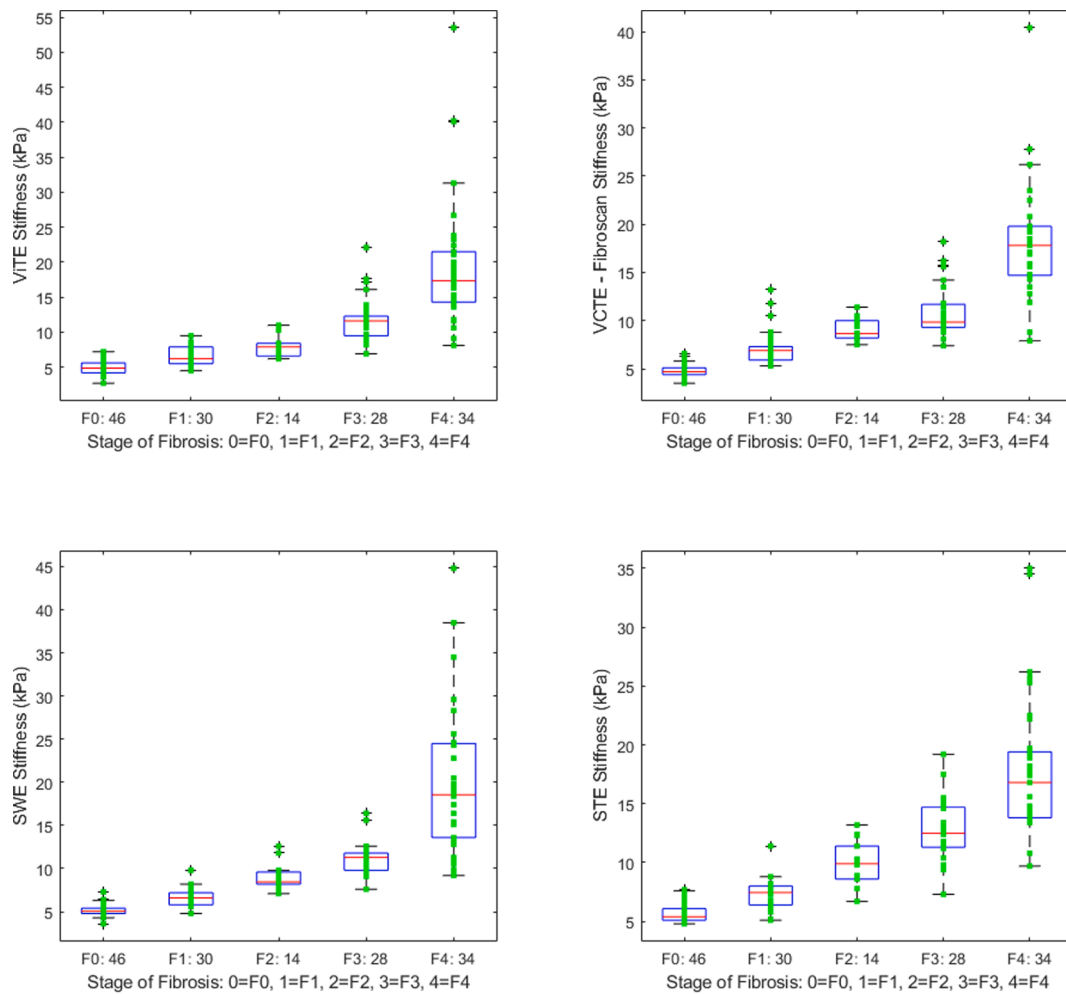 55
50
45
40
35
30
25
20
15
10
5
ViTE Stiffness (kPa)
F0: 46 F1: 30 F2: 14 F3: 28 F4: 34
Stage of Fibrosis: 0=F0, 1=F1, 2=F2, 3=F3, 4=F4
40
35
30
25
20
15
10
5
VCTE - Fibroscan Stiffness (kPa)
F0: 46 F1: 30 F2: 14 F3: 28 F4: 34
Stage of Fibrosis: 0=F0, 1=F1, 2=F2, 3=F3, 4=F4
45
40
35
30
25
20
15
10
5
SWE Stiffness (kPa)
F0: 46 F1: 30 F2: 14 F3: 28 F4: 34
Stage of Fibrosis: 0=F0, 1=F1, 2=F2, 3=F3, 4=F4
35
30
25
20
15
10
5
STE Stiffness (kPa)
F0: 46 F1: 30 F2: 14 F3: 28 F4: 34
Stage of Fibrosis: 0=F0, 1=F1, 2=F2, 3=F3, 4=F4